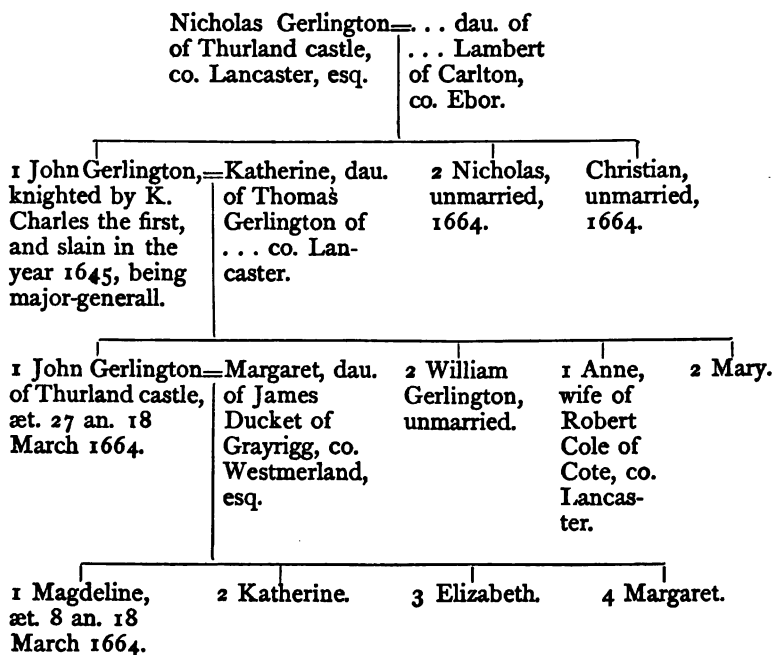 Nicholas Gerlington=. . . dau. of
of Thurland castle,
co. Lancaster, esq.
. . . Lambert
of Carlton,
co. Ebor.
1 John Gerlington,=
knighted by K.
Charles the first,
and slain in the
year 1645, being
major-generall.
Katherine, dau.
of Thomas
Gerlington of
. . . co. Lan-
caster.
2 Nicholas,
unmarried,
1664.
Christian,
unmarried,
1664.
1 John Gerlington=
of Thurland castle,
æt. 27 an. 18
March 1664.
Margaret, dau.
of James
Ducket of
Grayrigg, co.
Westmerland,
esq.
2 William
Gerlington,
unmarried.
1 Anne,
wife of
Robert
Cole of
Cote, co.
Lancas-
ter.
2 Mary.
1 Magdeline,
æt. 8 an. 18
March 1664.
2 Katherine.
3 Elizabeth.
4 Margaret.